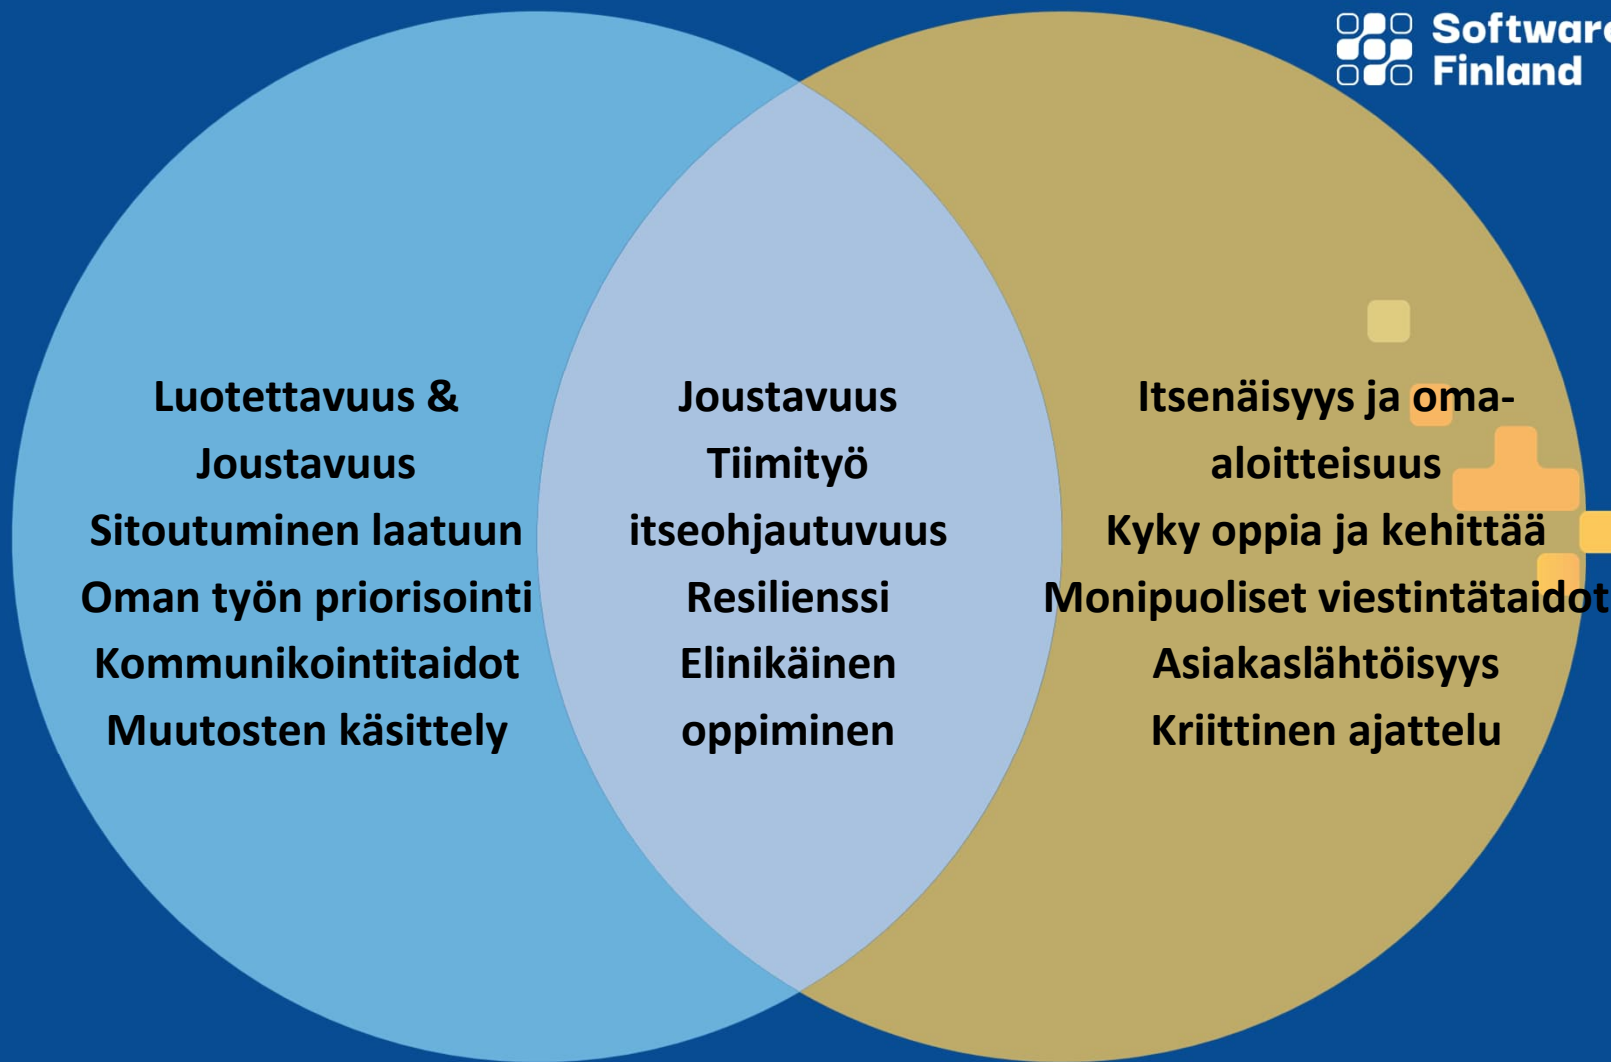 Software
Finland
Luotettavuus &
Joustavuus
Sitoutuminen laatuun
Oman työn priorisointi
Kommunikointitaidot
Muutosten käsittely
Joustavuus
Tiimityö
itseohjautuvuus
Resilienssi
Elinikäinen
oppiminen
Itsenäisyys ja oma-
aloitteisuus
Kyky oppia ja kehittää
Monipuoliset viestintätaidot
Asiakaslähtöisyys
Kriittinen ajattelu